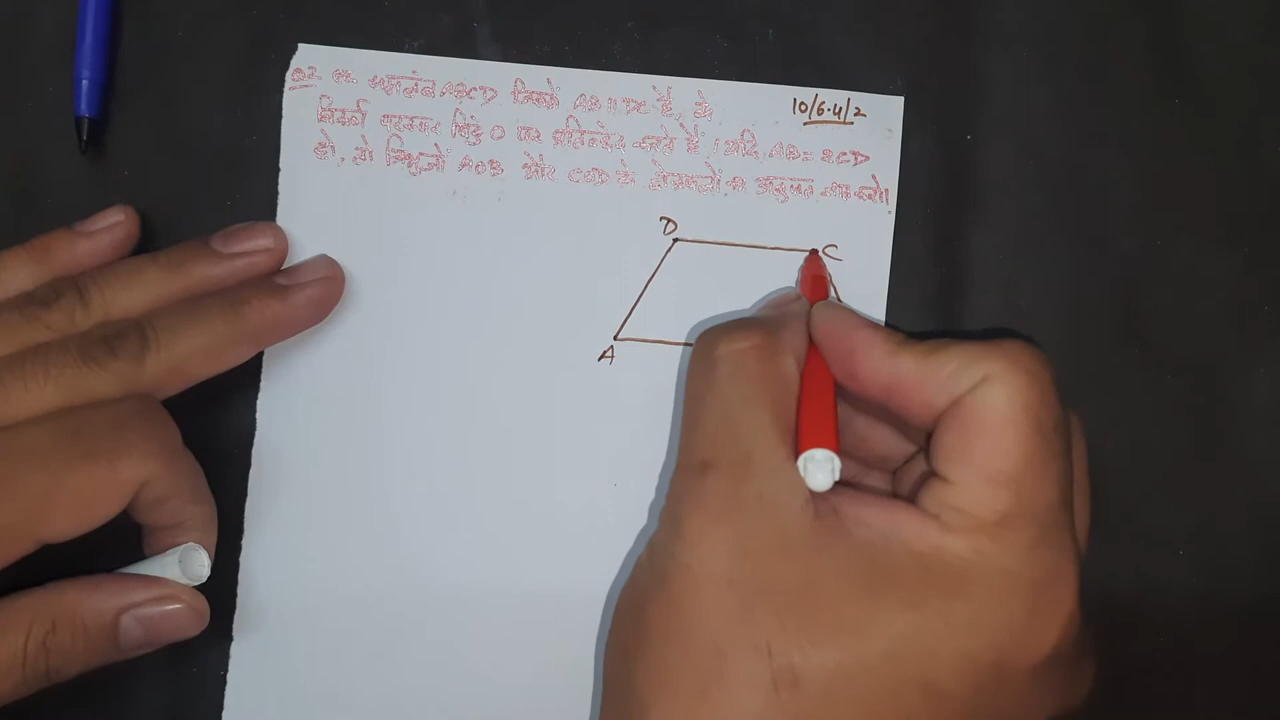 Q2 एक समलंब ABCD जिसमें AB || DC है, के
10/6.4/2
विकर्ण परस्पर बिंदु O पर प्रतिच्छेद करते हैं। यदि AB = 2CD
हो, तो त्रिभुजों AOB और COD के क्षेत्रफलों का अनुपात ज्ञात करो।
D
C
A